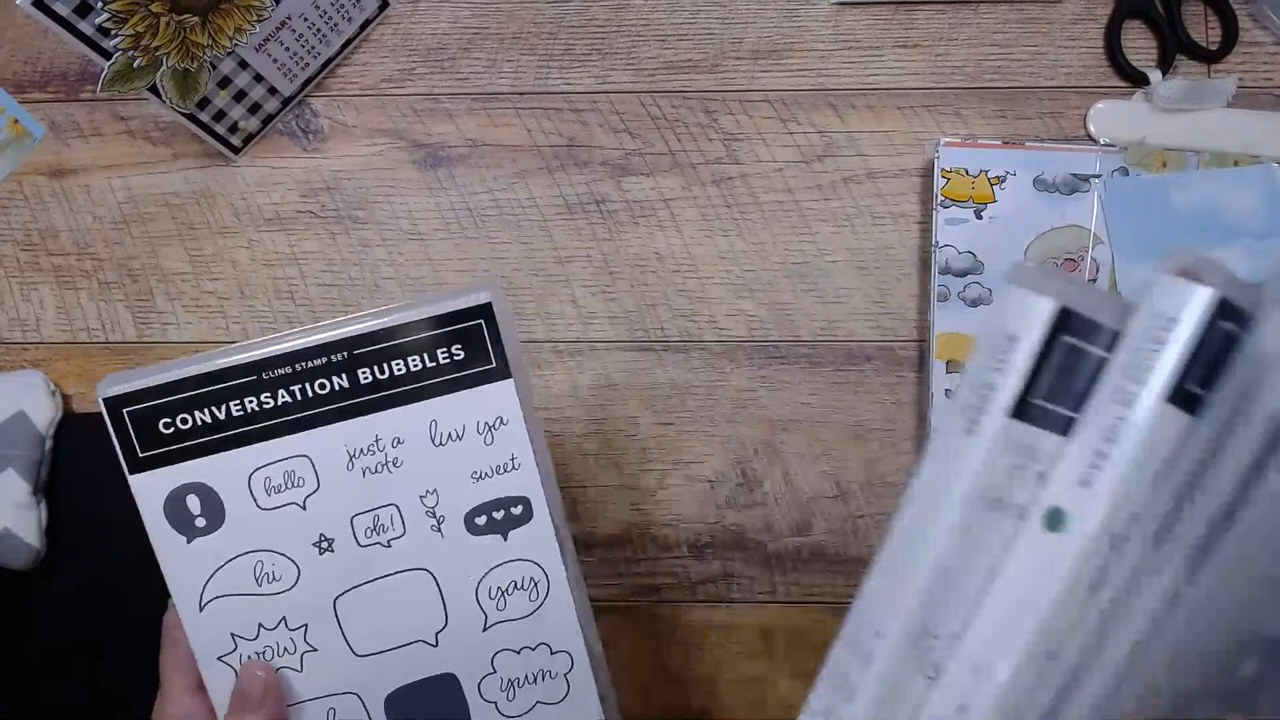 JANUARY
CLING STAMP SET
CONVERSATION BUBBLES
just a
note
luv ya
hello
sweet
oh!
hi
yay
wow
yum